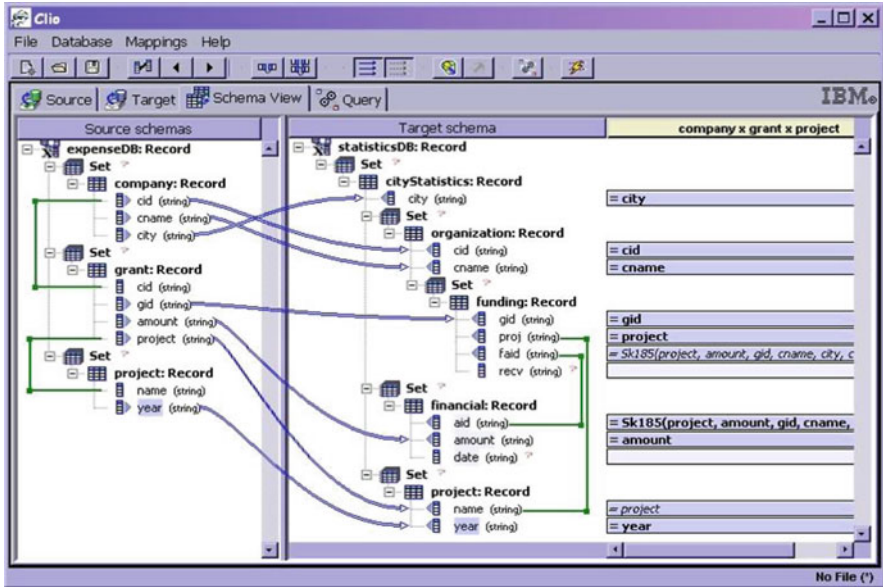 Clio
File Database Mappings Help
Source Target Schema View Query IBM
Source schemas
expenseDB: Record
Set
company: Record
cid (string)
cname (string)
city (string)
Set
grant: Record
cid (string)
gid (string)
amount (string)
project (string)
Set
project: Record
name (string)
year (string)
Target schema
statisticsDB: Record
Set
cityStatistics: Record
city (string)
Set
organization: Record
cid (string)
cname (string)
Set
funding: Record
gid (string)
proj (string)
faid (string)
recv (string)
Set
financial: Record
aid (string)
amount (string)
date (string)
Set
project: Record
name (string)
year (string)
company x grant x project
= city
= cid
= cname
= gid
= project
= Sk185(project, amount, gid, cname, city, c
= Sk185(project, amount, gid, cname,
= amount
= project
= year
No File (*)